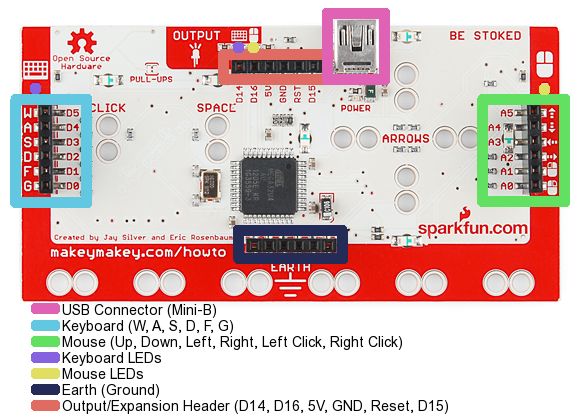 OUTPUT
BE STOKED
Open Source
Hardware
PULL-UPS
D14
D16
5V
GND
RST
D15
POWER
W D5
A D4
S D3
D D2
F D1
G D0
CLICK
SPACE
ARROWS
A5
A4
A3
A2
A1
A0
Created by Jay Silver and Eric Rosenbaum
makeymakey.com/howto
sparkfun.com
EARTH
USB Connector (Mini-B)
Keyboard (W, A, S, D, F, G)
Mouse (Up, Down, Left, Right, Left Click, Right Click)
Keyboard LEDs
Mouse LEDs
Earth (Ground)
Output/Expansion Header (D14, D16, 5V, GND, Reset, D15)